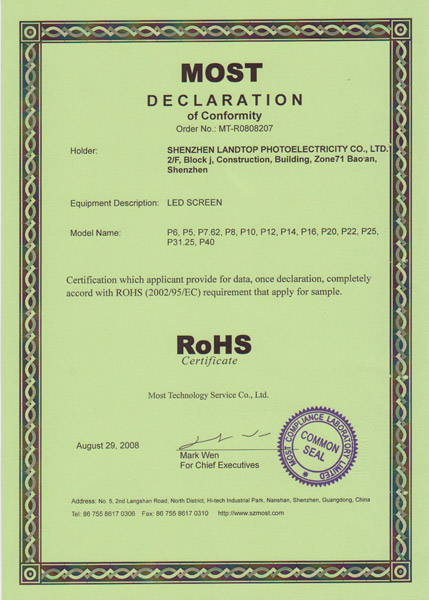 MOST
DECLARATION
of Conformity
Order No.: MT-R0808207
Holder: SHENZHEN LANDTOP PHOTOELECTRICITY CO., LTD.
2/F, Block j, Construction, Building, Zone71 Bao'an,
Shenzhen
Equipment Description: LED SCREEN
Model Name: P6, P5, P7.62, P8, P10, P12, P14, P16, P20, P22, P25,
P31.25, P40
Certification which applicant provide for data, once declaration, completely
accord with ROHS (2002/95/EC) requirement that apply for sample.
RoHS
Certificate
Most Technology Service Co., Ltd.
August 29, 2008
Mark Wen
For Chief Executives
MOST COMPLIANCE LABORATORY LIMITED
COMMON
SEAL
Address: No. 5, 2nd Langshan Road, North District, Hi-tech Industrial Park, Nanshan, Shenzhen, Guangdong, China
Tel: 86 755 8617 0306 Fax: 86 755 8617 0310 http://www.szmost.com